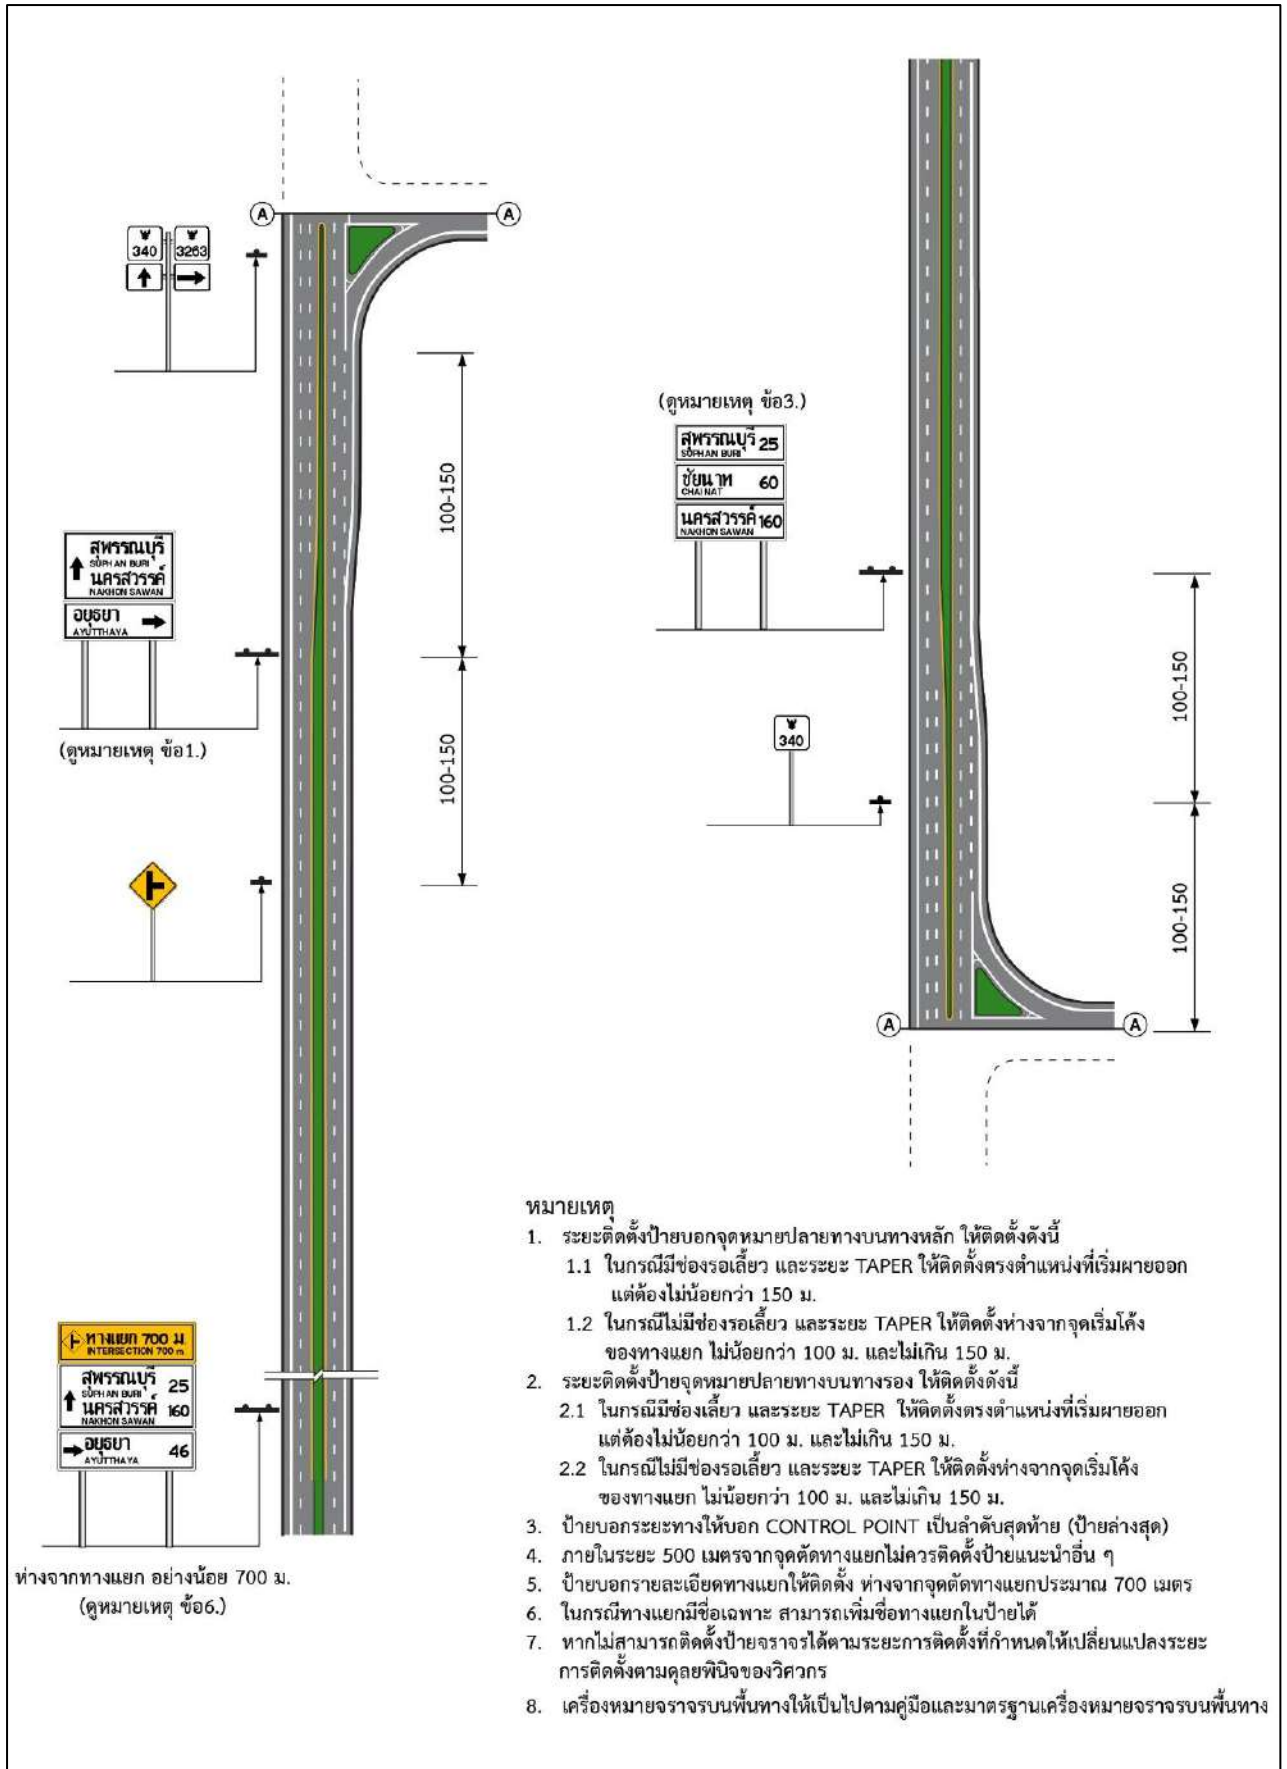 A
A
340
3263
100-150
สุพรรณบุรี
SUPHAN BURI
นครสวรรค์
NAKHON SAWAN
อยุธยา
AYUTTHAYA
(ดูหมายเหตุ ข้อ1.)
100-150
ทางแยก 700 ม.
INTERSECTION 700 m
สุพรรณบุรี 25
SUPHAN BURI
นครสวรรค์ 160
NAKHON SAWAN
อยุธยา 46
AYUTTHAYA
ห่างจากทางแยก อย่างน้อย 700 ม.
(ดูหมายเหตุ ข้อ6.)
(ดูหมายเหตุ ข้อ3.)
สุพรรณบุรี 25
SUPHAN BURI
ชัยนาท 60
CHAI NAT
นครสวรรค์ 160
NAKHON SAWAN
100-150
340
100-150
A
A
หมายเหตุ
1. ระยะติดตั้งป้ายบอกจุดหมายปลายทางบนทางหลัก ให้ติดตั้งดังนี้
1.1 ในกรณีมีช่องรอเลี้ยว และระยะ TAPER ให้ติดตั้งตรงตำแหน่งที่เริ่มผายออก
แต่ต้องไม่น้อยกว่า 150 ม.
1.2 ในกรณีไม่มีช่องรอเลี้ยว และระยะ TAPER ให้ติดตั้งห่างจากจุดเริ่มโค้ง
ของทางแยก ไม่น้อยกว่า 100 ม. และไม่เกิน 150 ม.
2. ระยะติดตั้งป้ายจุดหมายปลายทางบนทางรอง ให้ติดตั้งดังนี้
2.1 ในกรณีมีช่องเลี้ยว และระยะ TAPER ให้ติดตั้งตรงตำแหน่งที่เริ่มผายออก
แต่ต้องไม่น้อยกว่า 100 ม. และไม่เกิน 150 ม.
2.2 ในกรณีไม่มีช่องรอเลี้ยว และระยะ TAPER ให้ติดตั้งห่างจากจุดเริ่มโค้ง
ของทางแยก ไม่น้อยกว่า 100 ม. และไม่เกิน 150 ม.
3. ป้ายบอกระยะทางให้บอก CONTROL POINT เป็นลำดับสุดท้าย (ป้ายล่างสุด)
4. ภายในระยะ 500 เมตรจากจุดตัดทางแยกไม่ควรติดตั้งป้ายแนะนำอื่น ๆ
5. ป้ายบอกรายละเอียดทางแยกให้ติดตั้ง ห่างจากจุดตัดทางแยกประมาณ 700 เมตร
6. ในกรณีทางแยกมีชื่อเฉพาะ สามารถเพิ่มชื่อทางแยกในป้ายได้
7. หากไม่สามารถติดตั้งป้ายจราจรได้ตามระยะการติดตั้งที่กำหนดให้เปลี่ยนแปลงระยะ
การติดตั้งตามดุลยพินิจของวิศวกร
8. เครื่องหมายจราจรบนพื้นทางให้เป็นไปตามคู่มือและมาตรฐานเครื่องหมายจราจรบนพื้นทาง